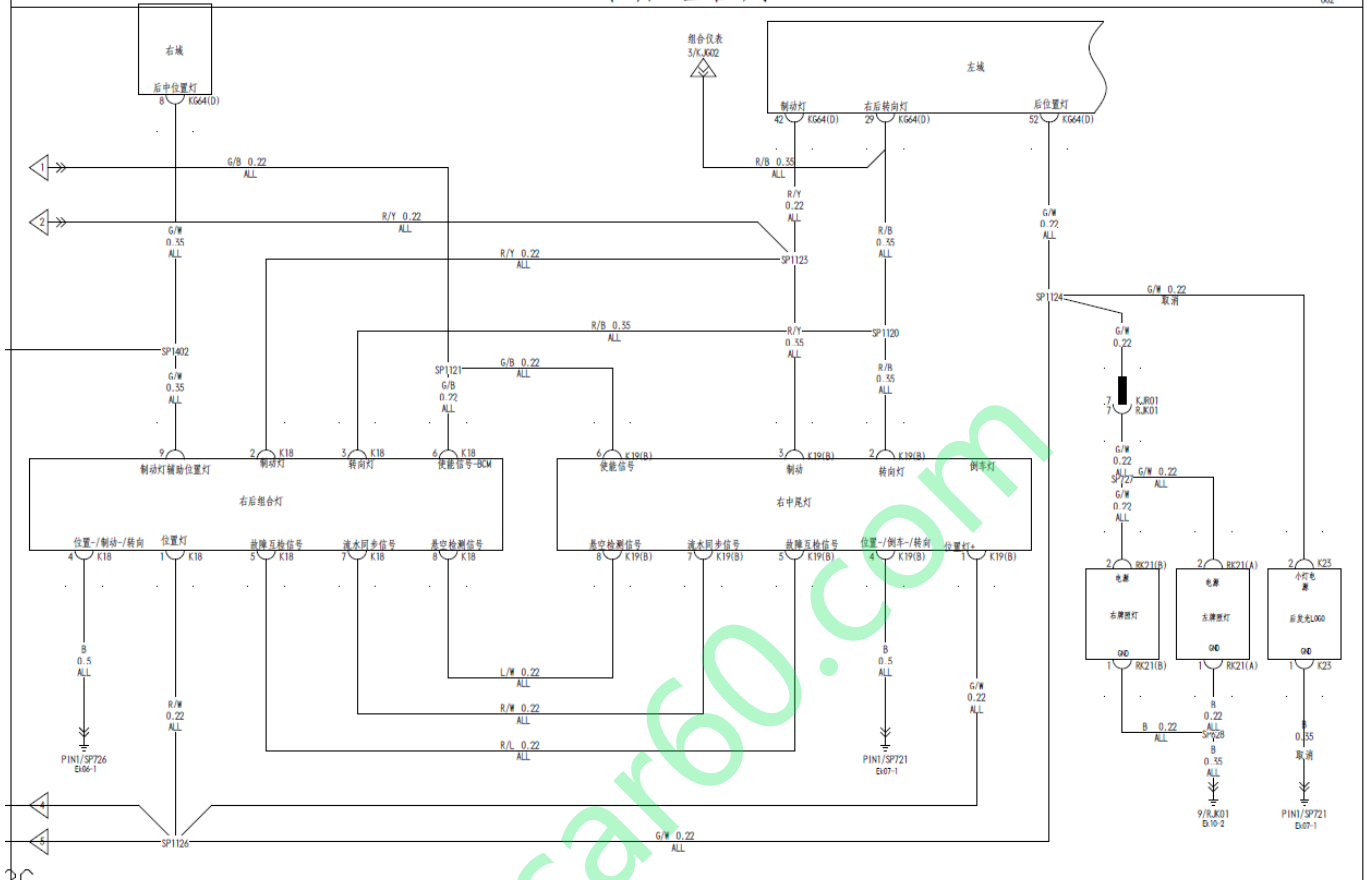 002
右域
后中位置灯
8 KG64(D)
组合仪表
3/KJG02
左域
制动灯
42 KG64(D)
右后转向灯
29 KG64(D)
后位置灯
52 KG64(D)
1
G/B 0.22
ALL
R/B 0.35
ALL
2
R/Y 0.22
ALL
G/W
0.35
ALL
R/Y
0.22
ALL
R/B
0.35
ALL
G/W
0.22
ALL
R/Y 0.22
ALL
SP1123
SP1124
G/W 0.22
取消
R/B 0.35
ALL
R/Y
0.35
ALL
SP1120
G/W
0.22
SP1402
G/W
0.35
ALL
SP1121
G/B 0.22
ALL
G/B
0.22
ALL
R/B
0.35
ALL
7 KJR01
7 RJK01
9
制动灯辅助位置灯
2 K18
制动灯
3 K18
转向灯
6 K18
使能信号-BCM
右后组合灯
6 K19(B)
使能信号
3 K19(B)
制动
2 K19(B)
转向灯
倒车灯
右中尾灯
G/W
0.22
ALL
SP727
G/W 0.22
ALL
G/W
0.22
ALL
位置-/制动-/转向
4 K18
位置灯
1 K18
故障互检信号
5 K18
流水同步信号
7 K18
悬空检测信号
8 K18
悬空检测信号
8 K19(B)
流水同步信号
7 K19(B)
故障互检信号
5 K19(B)
位置-/倒车-/转向
4 K19(B)
位置灯+
1 K19(B)
2 RK21(B)
电源
右牌照灯
GND
1 RK21(B)
2 RK21(A)
电源
左牌照灯
GND
1 RK21(A)
2 K23
小灯电
源
后发光LOGO
GND
1 K23
B
0.5
ALL
L/W 0.22
ALL
B
0.5
ALL
G/W
0.22
ALL
R/W
0.22
ALL
R/W 0.22
ALL
R/L 0.22
ALL
B 0.22
ALL
B
0.22
ALL
SP628
B
0.35
ALL
B
0.35
取消
PIN1/SP726
Ek06-1
PIN1/SP721
Ek07-1
9/RJK01
Ek10-2
PIN1/SP721
Ek07-1
4
5
SP1126
G/W 0.22
ALL
car60.com